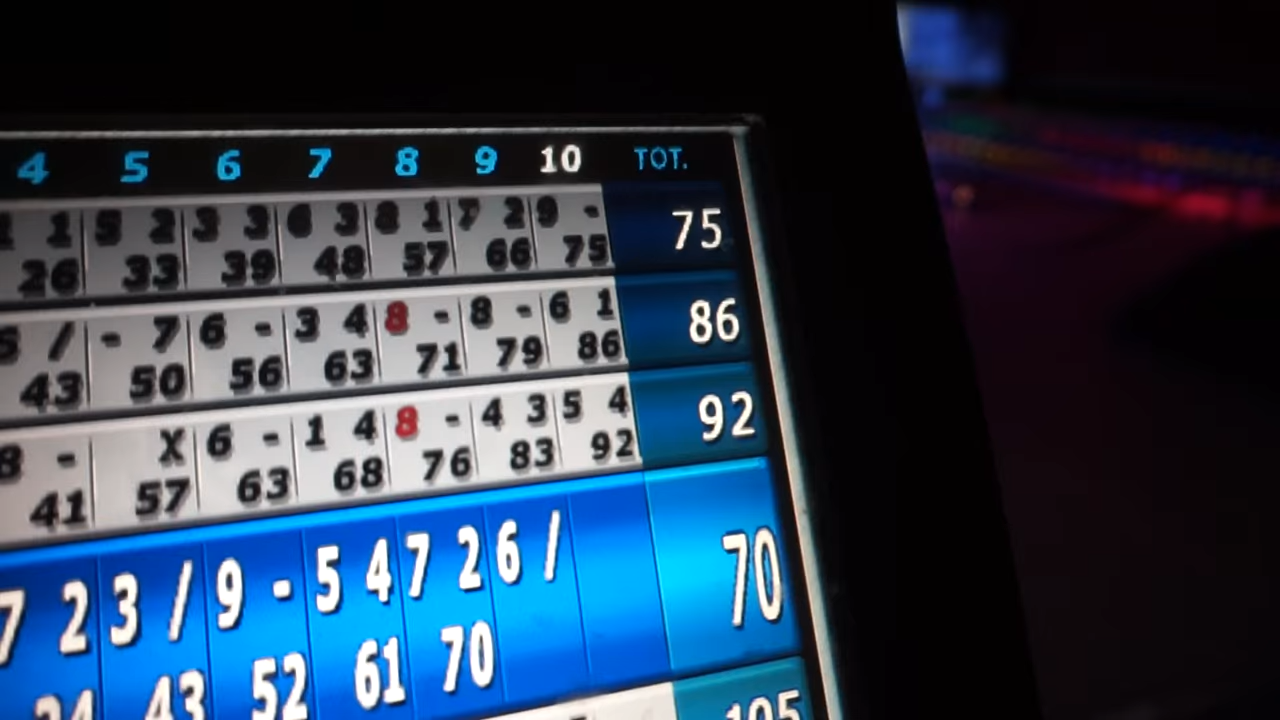 4 5 6 7 8 9 10 TOT.
1 1 5 2 3 3 6 3 8 1 7 2 9 -
26 33 39 48 57 66 75 75
5 / - 7 6 - 3 4 8 - 8 - 6 1
43 50 56 63 71 79 86 86
8 - X 6 - 1 4 8 - 4 3 5 4
41 57 63 68 76 83 92 92
7 2 3 / 9 - 5 4 7 2 6 /
43 52 61 70 70
105